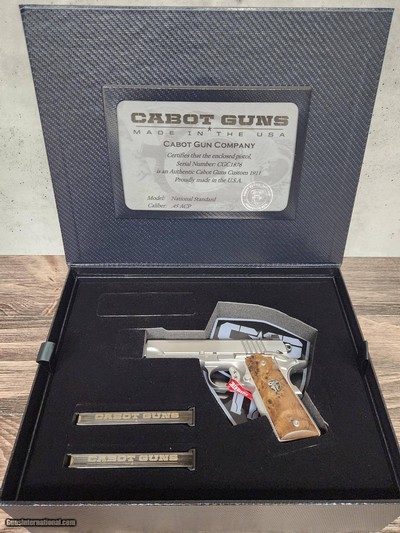 CABOT GUNS
MADE IN THE USA
CABOT GUN COMPANY
Certifies that the enclosed pistol,
Serial Number: CGC1876
is an Authentic Cabot Guns Custom 1911
Proudly made in the U.S.A.
Model: National Standard
Caliber: .45 ACP
CABOT GUNS
CABOT GUNS
GunsInternational.com